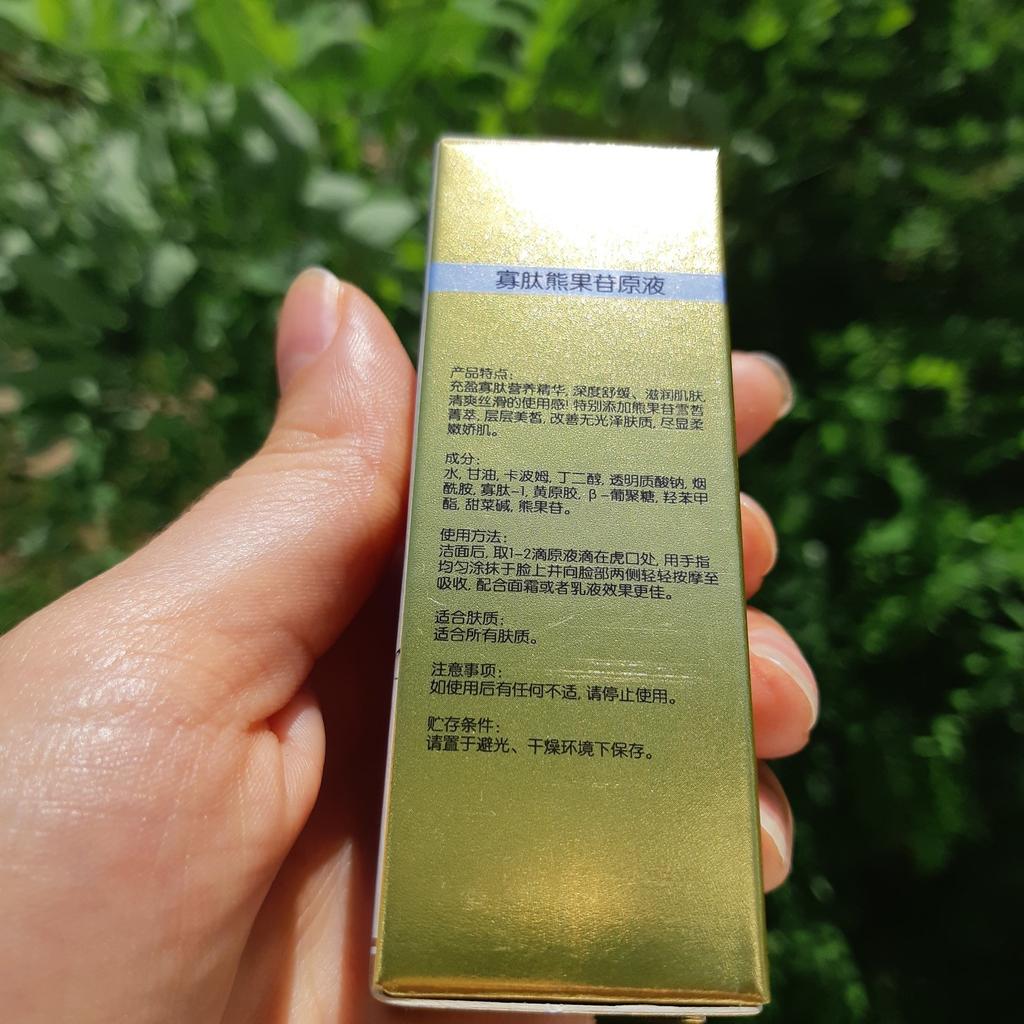 寡肽熊果苷原液
产品特点：
充盈寡肽营养精华, 深度舒缓、滋润肌肤,
清爽丝滑的使用感! 特别添加熊果苷雪皙
菁萃, 层层美皙, 改善无光泽肤质, 尽显柔
嫩娇肌。
成分：
水, 甘油, 卡波姆, 丁二醇, 透明质酸钠, 烟
酰胺, 寡肽-1, 黄原胶, β-葡聚糖, 羟苯甲
酯, 甜菜碱, 熊果苷。
使用方法：
洁面后, 取1-2滴原液滴在虎口处, 用手指
均匀涂抹于脸上并向脸部两侧轻轻按摩至
吸收, 配合面霜或者乳液效果更佳。
适合肤质：
适合所有肤质。
注意事项：
如使用后有任何不适, 请停止使用。
贮存条件：
请置于避光、干燥环境下保存。